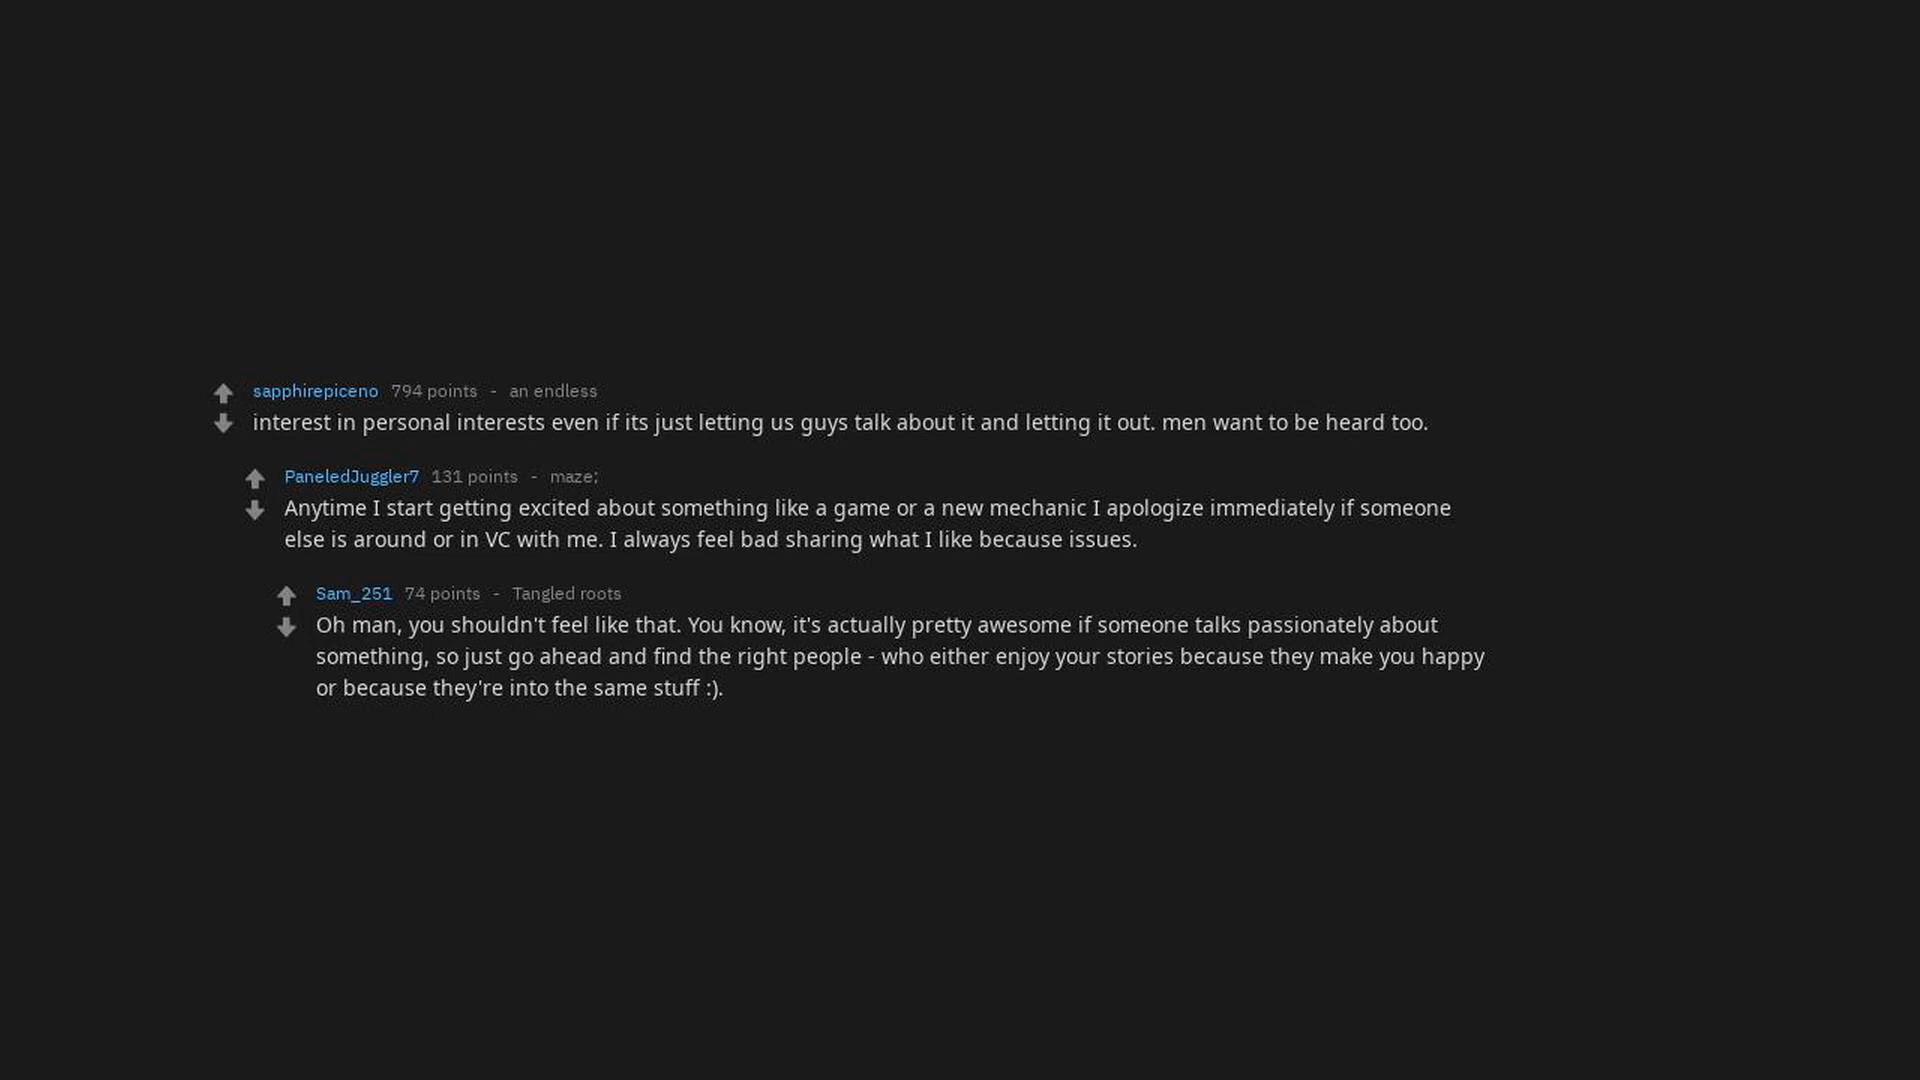 sapphirepiceno 794 points - an endless
interest in personal interests even if its just letting us guys talk about it and letting it out. men want to be heard too.
PaneledJuggler7 131 points - maze;
Anytime I start getting excited about something like a game or a new mechanic I apologize immediately if someone
else is around or in VC with me. I always feel bad sharing what I like because issues.
Sam_251 74 points - Tangled roots
Oh man, you shouldn't feel like that. You know, it's actually pretty awesome if someone talks passionately about
something, so just go ahead and find the right people - who either enjoy your stories because they make you happy
or because they're into the same stuff :).